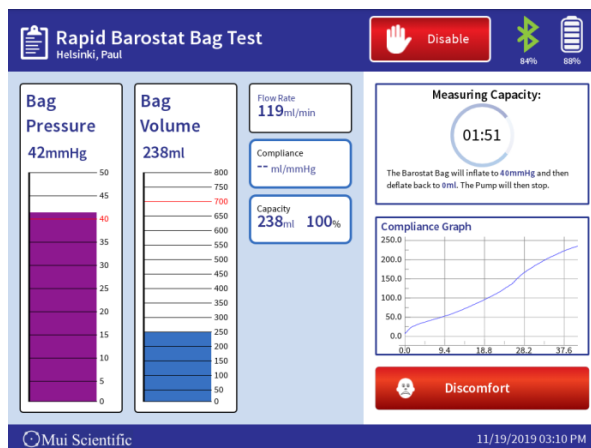 Rapid Barostat Bag Test
Helsinki, Paul
Disable
84%
88%
Bag
Pressure
42mmHg
50
45
40
35
30
25
20
15
10
5
0
Bag
Volume
238ml
800
750
700
650
600
550
500
450
400
350
300
250
200
150
100
50
0
Flow Rate
119ml/min
Compliance
-- ml/mmHg
Capacity
238ml 100%
Measuring Capacity:
01:51
The Barostat Bag will inflate to 40mmHg and then
deflate back to 0ml. The Pump will then stop.
Compliance Graph
250.0
200.0
150.0
100.0
50.0
0.0
0.0 9.4 18.8 28.2 37.6
Discomfort
Mui Scientific
11/19/2019 03:10 PM